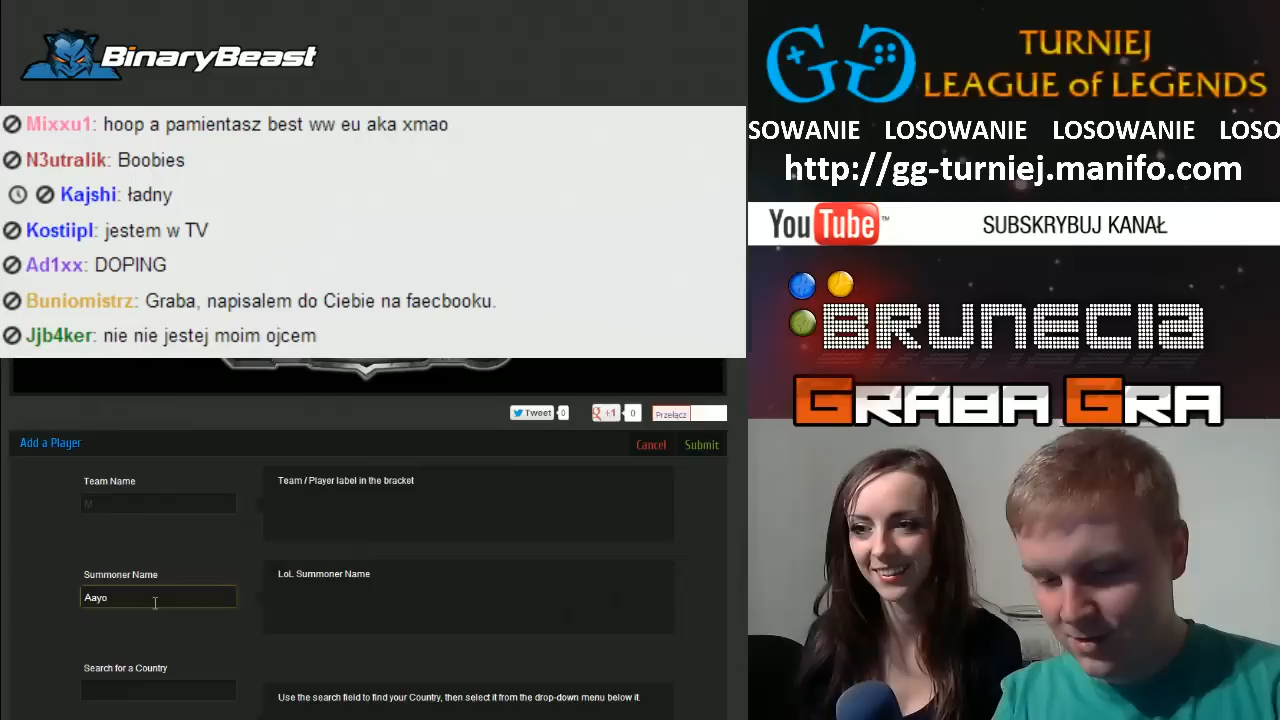 BinaryBeast
Mixxu1: hoop a pamientasz best ww eu aka xmao
N3utralik: Boobies
Kajshi: ładny
Kostiipl: jestem w TV
Ad1xx: DOPING
Buniomistrz: Graba, napisalem do Ciebie na faecbooku.
Jjb4ker: nie nie jestej moim ojcem
Tweet 0
g +1 0
Przełącz
Add a Player
Cancel Submit
Team Name
M
Team / Player label in the bracket
Summoner Name
Aayo
LoL Summoner Name
Search for a Country
Use the search field to find your Country, then select it from the drop-down menu below it.
GG
TURNIEJ
LEAGUE of LEGENDS
SOWANIE LOSOWANIE LOSOWANIE LOSO
http://gg-turniej.manifo.com
YouTube™ SUBSKRYBUJ KANAŁ
BRUNECIA
GRABA GRA